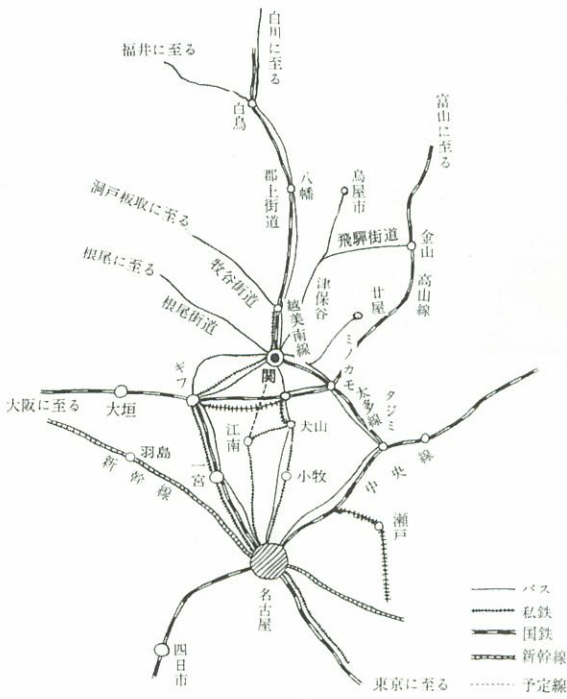 白川に至る
福井に至る
白鳥
富山に至る
八幡
郡上街道
鳥屋市
洞戸板取に至る
飛騨街道
金山
根尾に至る
牧谷街道
津保谷
高山線
廿屋
根尾街道
越美南線
ミノカモ
ギフ
関
太多線
タジミ
大阪に至る
大垣
犬山
江南
羽島
新幹線
一宮
小牧
中央線
瀬戸
名古屋
四日市
東京に至る
バス
私鉄
国鉄
新幹線
予定線